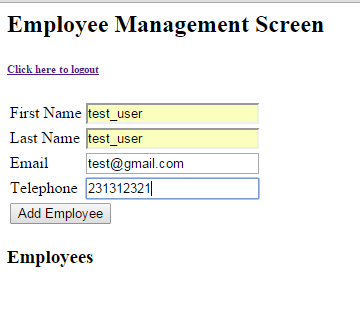 Employee Management Screen
Click here to logout
First Name test_user
Last Name test_user
Email test@gmail.com
Telephone 231312321
Add Employee
Employees